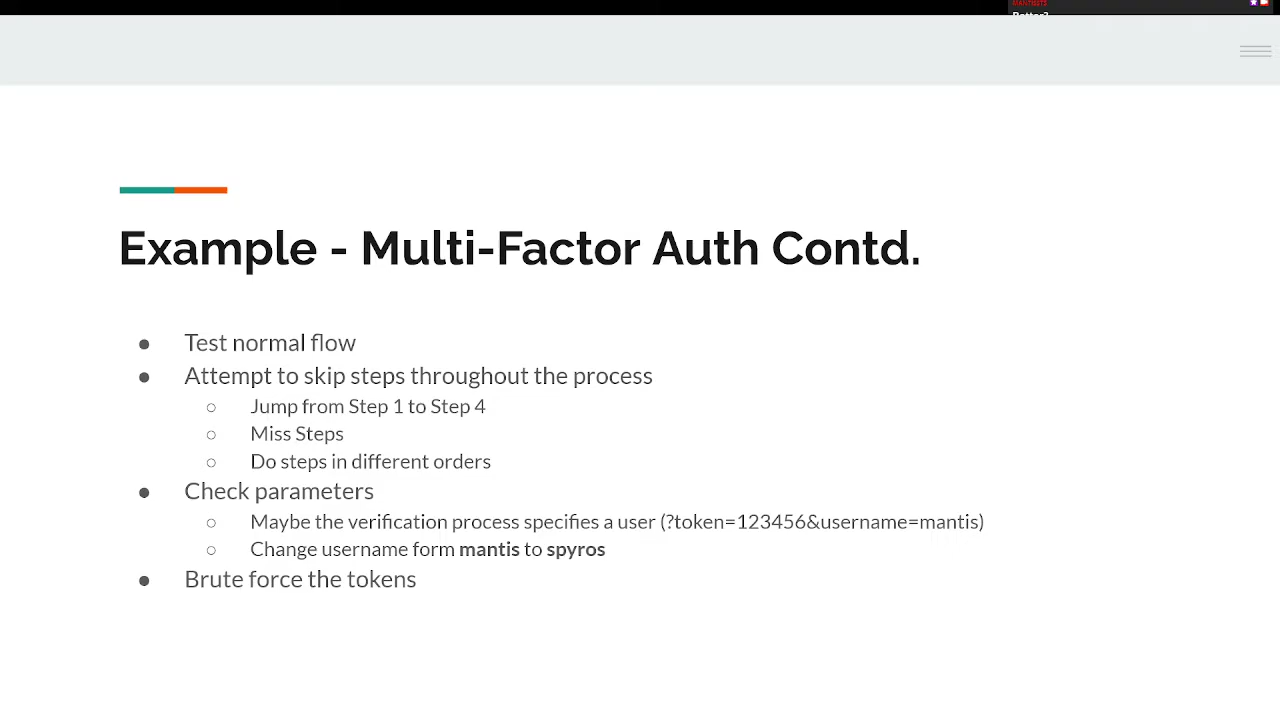 MANTISSTS
Example - Multi-Factor Auth Contd.
● Test normal flow
● Attempt to skip steps throughout the process
○ Jump from Step 1 to Step 4
○ Miss Steps
○ Do steps in different orders
● Check parameters
○ Maybe the verification process specifies a user (?token=123456&username=mantis)
○ Change username form mantis to spyros
● Brute force the tokens